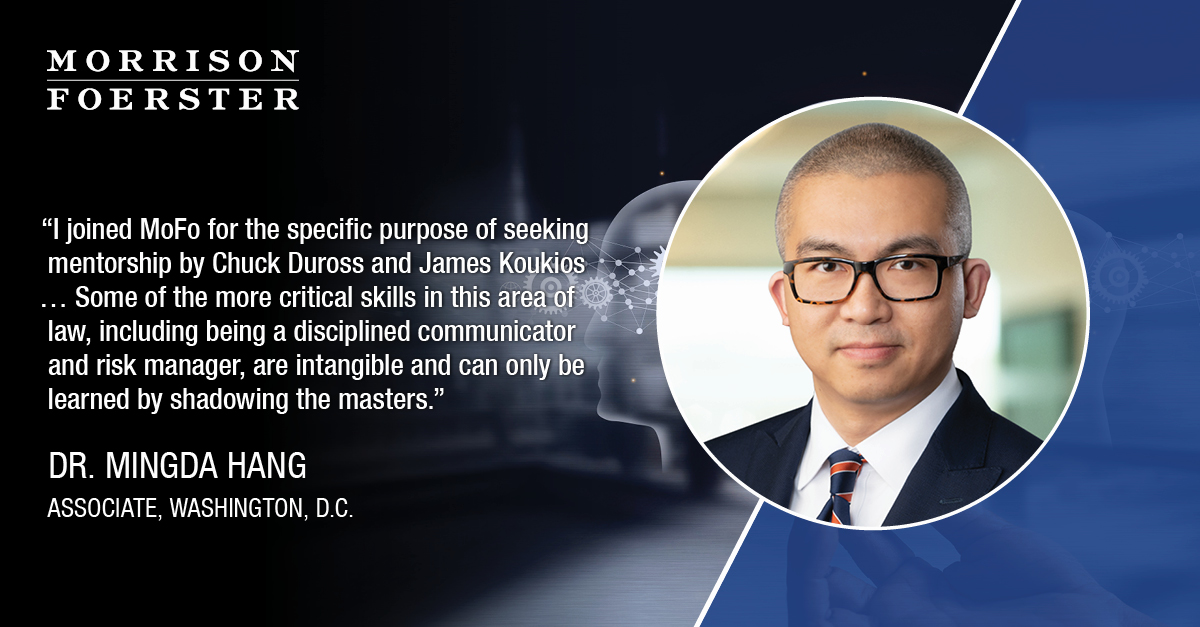 MORRISON
FOERSTER
“I joined MoFo for the specific purpose of seeking
mentorship by Chuck Duross and James Koukios
… Some of the more critical skills in this area of
law, including being a disciplined communicator
and risk manager, are intangible and can only be
learned by shadowing the masters.”
DR. MINGDA HANG
ASSOCIATE, WASHINGTON, D.C.